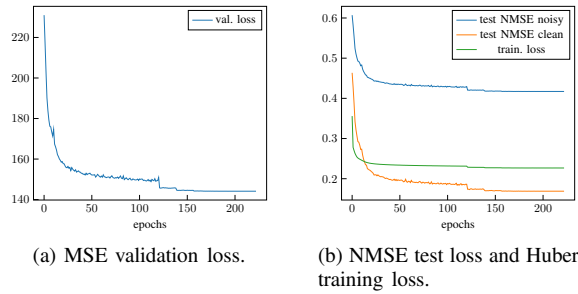 val. loss
220
200
180
160
140
0
50
100
150
200
epochs
(a) MSE validation loss.
test NMSE noisy
test NMSE clean
train. loss
0.6
0.5
0.4
0.3
0.2
0
50
100
150
200
epochs
(b) NMSE test loss and Huber
training loss.